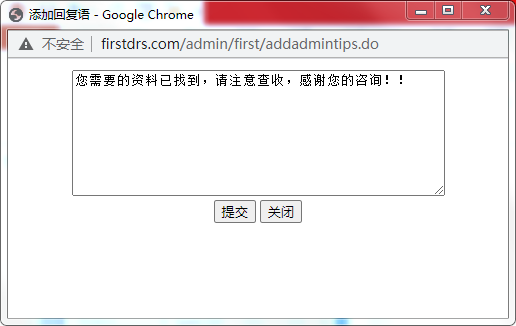 添加回复语 - Google Chrome
不安全 firstdrs.com/admin/first/addadmintips.do
您需要的资料已找到，请注意查收，感谢您的咨询！！
提交 关闭